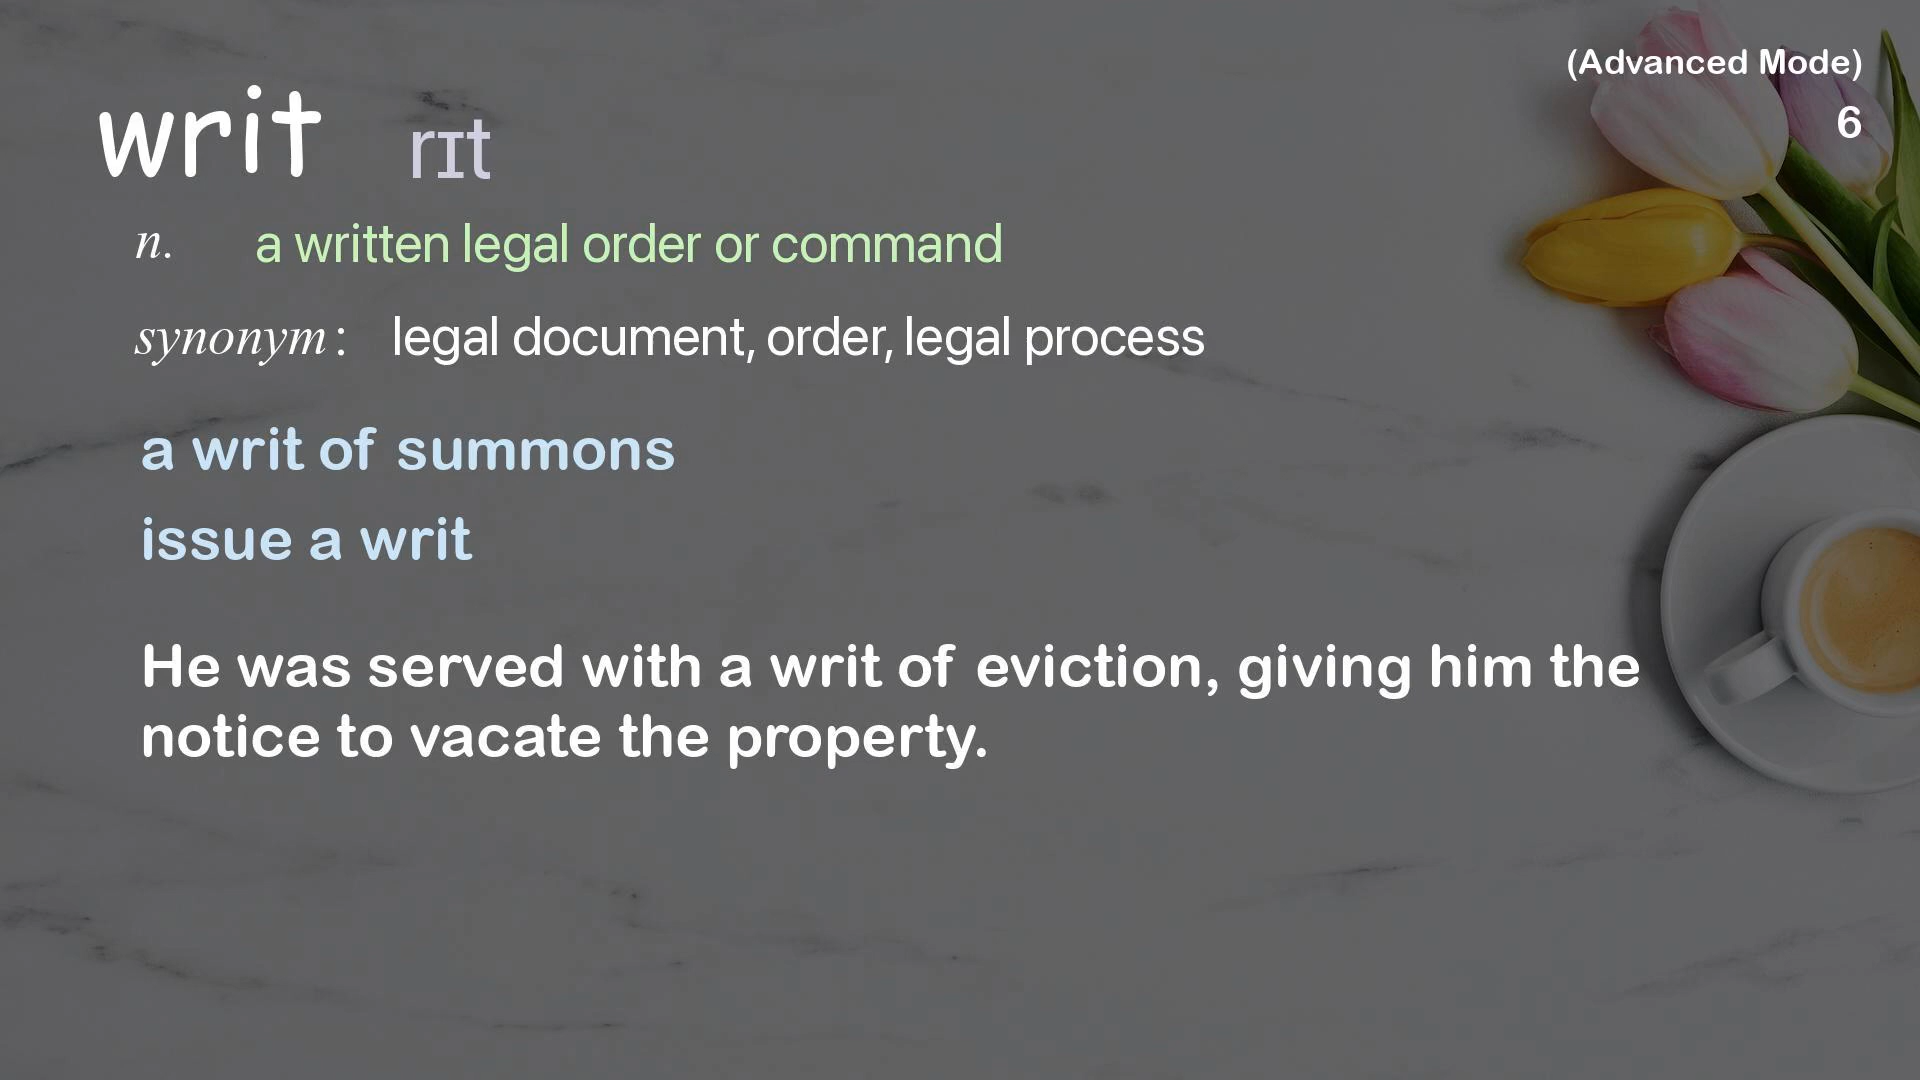 (Advanced Mode)
6
writ rɪt
n. a written legal order or command
synonym: legal document, order, legal process
a writ of summons
issue a writ
He was served with a writ of eviction, giving him the
notice to vacate the property.